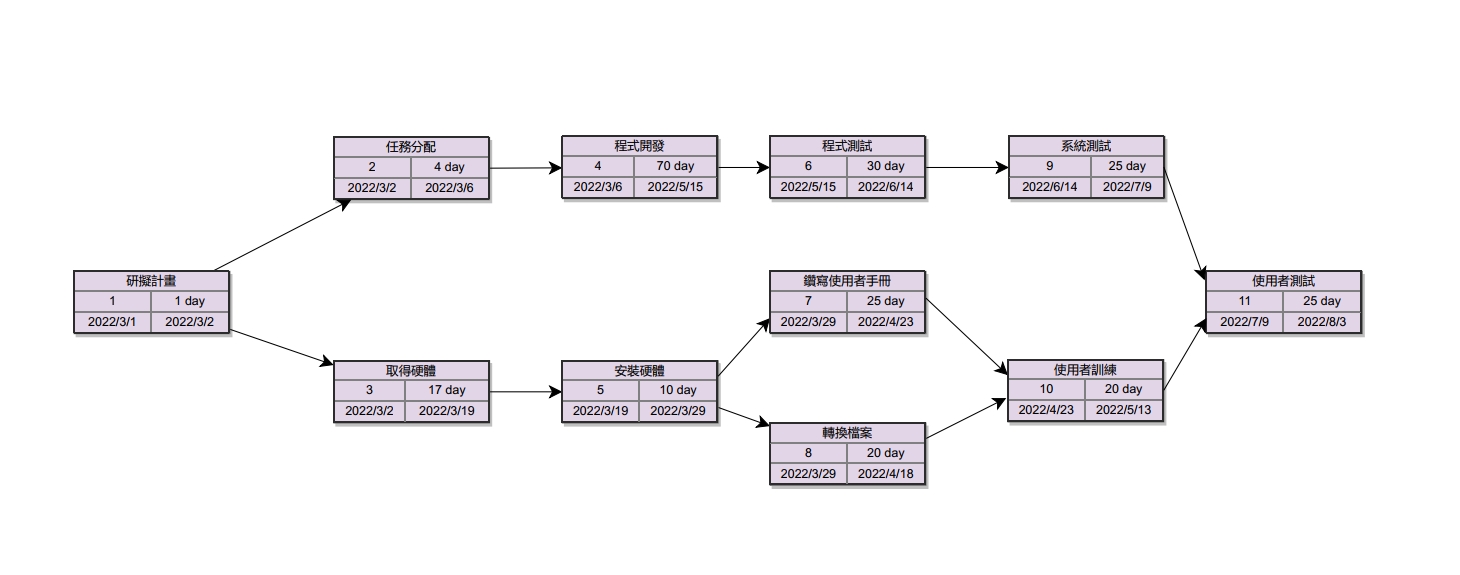 任務分配
2 4 day
2022/3/2 2022/3/6
程式開發
4 70 day
2022/3/6 2022/5/15
程式測試
6 30 day
2022/5/15 2022/6/14
系統測試
9 25 day
2022/6/14 2022/7/9
研擬計畫
1 1 day
2022/3/1 2022/3/2
鑽寫使用者手冊
7 25 day
2022/3/29 2022/4/23
使用者測試
11 25 day
2022/7/9 2022/8/3
取得硬體
3 17 day
2022/3/2 2022/3/19
安裝硬體
5 10 day
2022/3/19 2022/3/29
使用者訓練
10 20 day
2022/4/23 2022/5/13
轉換檔案
8 20 day
2022/3/29 2022/4/18